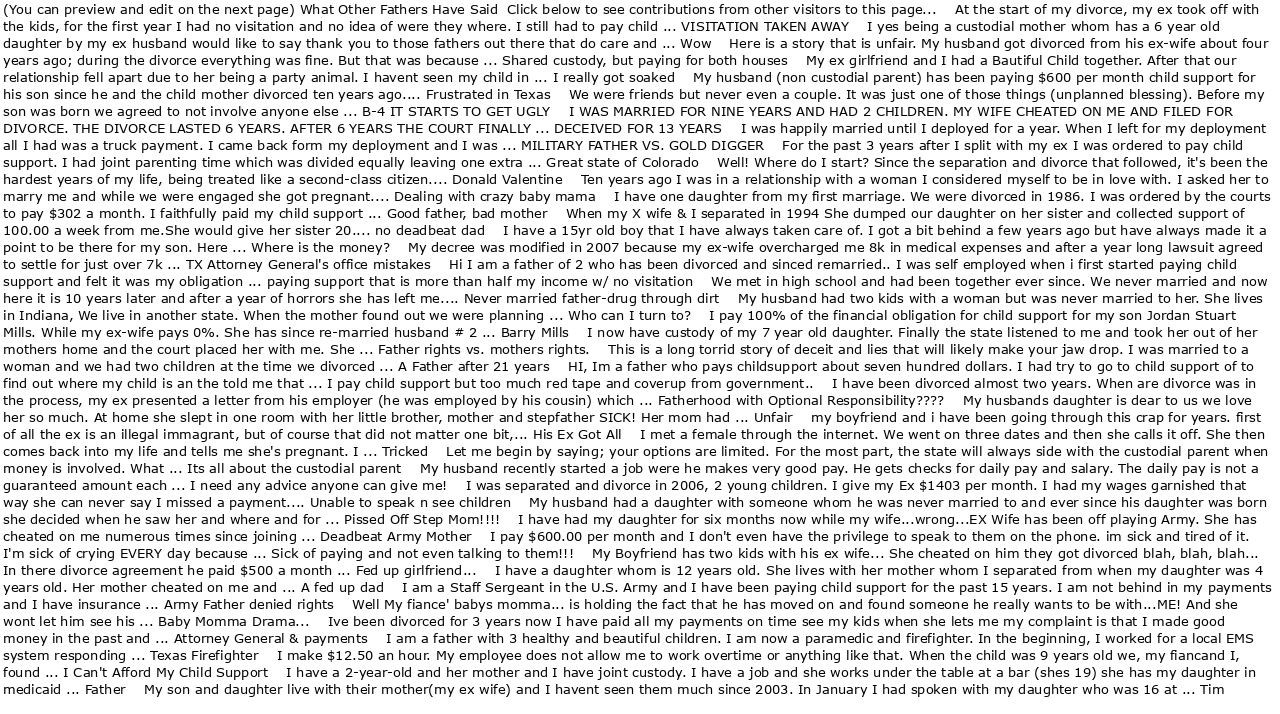 (You can preview and edit on the next page) What Other Fathers Have Said  Click below to see contributions from other visitors to this page...    At the start of my divorce, my ex took off with
the kids, for the first year I had no visitation and no idea of were they where. I still had to pay child ... VISITATION TAKEN AWAY    I yes being a custodial mother whom has a 6 year old
daughter by my ex husband would like to say thank you to those fathers out there that do care and ... Wow    Here is a story that is unfair. My husband got divorced from his ex-wife about four
years ago; during the divorce everything was fine. But that was because ... Shared custody, but paying for both houses    My ex girlfriend and I had a Bautiful Child together. After that our
relationship fell apart due to her being a party animal. I havent seen my child in ... I really got soaked    My husband (non custodial parent) has been paying $600 per month child support for
his son since he and the child mother divorced ten years ago.... Frustrated in Texas    We were friends but never even a couple. It was just one of those things (unplanned blessing). Before my
son was born we agreed to not involve anyone else ... B-4 IT STARTS TO GET UGLY    I WAS MARRIED FOR NINE YEARS AND HAD 2 CHILDREN. MY WIFE CHEATED ON ME AND FILED FOR
DIVORCE. THE DIVORCE LASTED 6 YEARS. AFTER 6 YEARS THE COURT FINALLY ... DECEIVED FOR 13 YEARS    I was happily married until I deployed for a year. When I left for my deployment
all I had was a truck payment. I came back form my deployment and I was ... MILITARY FATHER VS. GOLD DIGGER    For the past 3 years after I split with my ex I was ordered to pay child
support. I had joint parenting time which was divided equally leaving one extra ... Great state of Colorado    Well! Where do I start? Since the separation and divorce that followed, it's been the
hardest years of my life, being treated like a second-class citizen.... Donald Valentine    Ten years ago I was in a relationship with a woman I considered myself to be in love with. I asked her to
marry me and while we were engaged she got pregnant.... Dealing with crazy baby mama    I have one daughter from my first marriage. We were divorced in 1986. I was ordered by the courts
to pay $302 a month. I faithfully paid my child support ... Good father, bad mother    When my X wife & I separated in 1994 She dumped our daughter on her sister and collected support of
100.00 a week from me.She would give her sister 20.... no deadbeat dad    I have a 15yr old boy that I have always taken care of. I got a bit behind a few years ago but have always made it a
point to be there for my son. Here ... Where is the money?    My decree was modified in 2007 because my ex-wife overcharged me 8k in medical expenses and after a year long lawsuit agreed
to settle for just over 7k ... TX Attorney General's office mistakes    Hi I am a father of 2 who has been divorced and sinced remarried.. I was self employed when i first started paying child
support and felt it was my obligation ... paying support that is more than half my income w/ no visitation    We met in high school and had been together ever since. We never married and now
here it is 10 years later and after a year of horrors she has left me.... Never married father-drug through dirt    My husband had two kids with a woman but was never married to her. She lives
in Indiana, We live in another state. When the mother found out we were planning ... Who can I turn to?    I pay 100% of the financial obligation for child support for my son Jordan Stuart
Mills. While my ex-wife pays 0%. She has since re-married husband # 2 ... Barry Mills    I now have custody of my 7 year old daughter. Finally the state listened to me and took her out of her
mothers home and the court placed her with me. She ... Father rights vs. mothers rights.    This is a long torrid story of deceit and lies that will likely make your jaw drop. I was married to a
woman and we had two children at the time we divorced ... A Father after 21 years    HI, Im a father who pays childsupport about seven hundred dollars. I had try to go to child support of to
find out where my child is an the told me that ... I pay child support but too much red tape and coverup from government..    I have been divorced almost two years. When are divorce was in
the process, my ex presented a letter from his employer (he was employed by his cousin) which ... Fatherhood with Optional Responsibility????    My husbands daughter is dear to us we love
her so much. At home she slept in one room with her little brother, mother and stepfather SICK! Her mom had ... Unfair    my boyfriend and i have been going through this crap for years. first
of all the ex is an illegal immagrant, but of course that did not matter one bit,... His Ex Got All    I met a female through the internet. We went on three dates and then she calls it off. She then
comes back into my life and tells me she's pregnant. I ... Tricked    Let me begin by saying; your options are limited. For the most part, the state will always side with the custodial parent when
money is involved. What ... Its all about the custodial parent    My husband recently started a job were he makes very good pay. He gets checks for daily pay and salary. The daily pay is not a
guaranteed amount each ... I need any advice anyone can give me!    I was separated and divorce in 2006, 2 young children. I give my Ex $1403 per month. I had my wages garnished that
way she can never say I missed a payment.... Unable to speak n see children    My husband had a daughter with someone whom he was never married to and ever since his daughter was born
she decided when he saw her and where and for ... Pissed Off Step Mom!!!!    I have had my daughter for six months now while my wife...wrong...EX Wife has been off playing Army. She has
cheated on me numerous times since joining ... Deadbeat Army Mother    I pay $600.00 per month and I don't even have the privilege to speak to them on the phone. im sick and tired of it.
I'm sick of crying EVERY day because ... Sick of paying and not even talking to them!!!    My Boyfriend has two kids with his ex wife... She cheated on him they got divorced blah, blah, blah...
In there divorce agreement he paid $500 a month ... Fed up girlfriend...    I have a daughter whom is 12 years old. She lives with her mother whom I separated from when my daughter was 4
years old. Her mother cheated on me and ... A fed up dad    I am a Staff Sergeant in the U.S. Army and I have been paying child support for the past 15 years. I am not behind in my payments
and I have insurance ... Army Father denied rights    Well My fiance' babys momma... is holding the fact that he has moved on and found someone he really wants to be with...ME! And she
wont let him see his ... Baby Momma Drama...    Ive been divorced for 3 years now I have paid all my payments on time see my kids when she lets me my complaint is that I made good
money in the past and ... Attorney General & payments    I am a father with 3 healthy and beautiful children. I am now a paramedic and firefighter. In the beginning, I worked for a local EMS
system responding ... Texas Firefighter    I make $12.50 an hour. My employee does not allow me to work overtime or anything like that. When the child was 9 years old we, my fiancand I,
found ... I Can't Afford My Child Support    I have a 2-year-old and her mother and I have joint custody. I have a job and she works under the table at a bar (shes 19) she has my daughter in
medicaid ... Father    My son and daughter live with their mother(my ex wife) and I havent seen them much since 2003. In January I had spoken with my daughter who was 16 at ... Tim